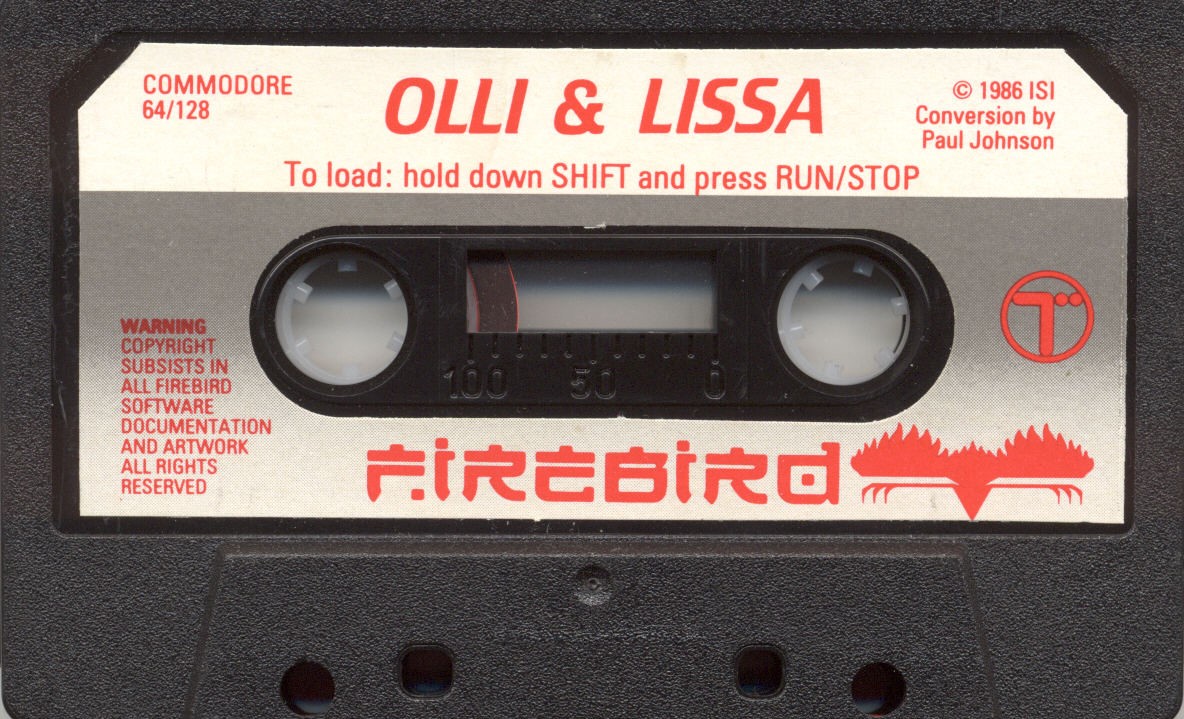 COMMODORE
64/128
OLLI & LISSA
© 1986 ISI
Conversion by
Paul Johnson
To load: hold down SHIFT and press RUN/STOP
100 50 0
WARNING
COPYRIGHT
SUBSISTS IN
ALL FIREBIRD
SOFTWARE
DOCUMENTATION
AND ARTWORK
ALL RIGHTS
RESERVED
FIREBIRD